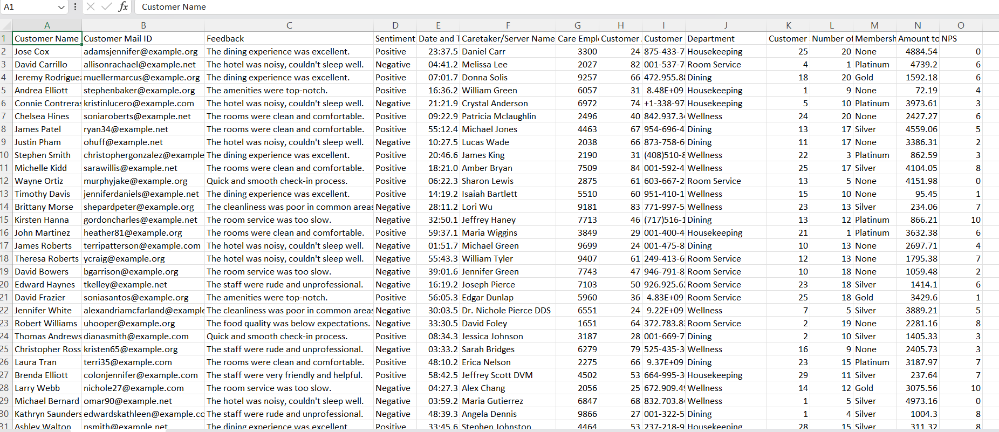 A1 fx Customer Name
A B C D E F G H I J K L M N O
1 Customer Name Customer Mail ID Feedback Sentiment Date and T Caretaker/Server Name Care Empl Customer Customer Department Customer Number of Membersh Amount to NPS
2 Jose Cox adamsjennifer@example.org The dining experience was excellent. Positive 23:37.5 Daniel Carr 3300 24 875-433-7 Housekeeping 25 20 None 4884.54 0
3 David Carrillo allisonrachael@example.net The hotel was noisy, couldn't sleep well. Negative 04:41.2 Melissa Lee 2027 82 001-537-7 Room Service 4 1 Platinum 4739.2 6
4 Jeremy Rodriguez muellermarcus@example.org The dining experience was excellent. Positive 07:01.7 Donna Solis 9257 66 472.955.8 Dining 18 20 Gold 1592.18 6
5 Andrea Elliott stephenbaker@example.org The amenities were top-notch. Positive 16:36.2 William Green 6057 31 8.48E+09 Housekeeping 1 9 None 72.19 4
6 Connie Contreras kristinlucero@example.com The hotel was noisy, couldn't sleep well. Negative 21:21.9 Crystal Anderson 6972 74 +1-338-97 Housekeeping 5 10 Platinum 3973.61 3
7 Chelsea Hines soniaroberts@example.net The rooms were clean and comfortable. Positive 09:22.9 Patricia Mclaughlin 2496 40 842.937.3 Wellness 24 20 None 2427.27 6
8 James Patel ryan34@example.net The rooms were clean and comfortable. Positive 55:12.4 Michael Jones 4463 67 954-696-4 Dining 13 17 Silver 4559.06 5
9 Justin Pham ohuff@example.net The hotel was noisy, couldn't sleep well. Negative 10:27.5 Lucas Wade 2038 66 873-758-6 Dining 11 17 None 3386.31 2
10 Stephen Smith christophergonzalez@example The dining experience was excellent. Positive 20:46.6 James King 2190 31 (408)510-8 Wellness 22 3 Platinum 862.59 3
11 Michelle Kidd sarawillis@example.net The rooms were clean and comfortable. Positive 18:21.0 Amber Bryan 7509 84 001-592-4 Wellness 25 17 Silver 4104.05 8
12 Wayne Ortiz murphyjake@example.org Quick and smooth check-in process. Positive 06:22.3 Sharon Lewis 2875 61 603-667-2 Room Service 13 5 None 4151.98 0
13 Timothy Davis jenniferdaniels@example.net The dining experience was excellent. Positive 14:19.2 Isaiah Bartlett 5510 60 951-410-1 Wellness 15 10 None 95.45 1
14 Brittany Morse shepardpeter@example.org The cleanliness was poor in common areas Negative 28:11.2 Lori Wu 9181 83 771-997-5 Wellness 23 13 Silver 234.06 7
15 Kirsten Hanna gordoncharles@example.net The room service was too slow. Negative 32:50.1 Jeffrey Haney 7713 46 (717)516-1 Dining 13 12 Platinum 866.21 10
16 John Martinez heather81@example.org The rooms were clean and comfortable. Positive 59:37.1 Maria Wiggins 3849 29 001-400-4 Housekeeping 21 1 Platinum 3632.38 6
17 James Roberts terripatterson@example.com The hotel was noisy, couldn't sleep well. Negative 01:51.7 Michael Green 9699 24 001-475-8 Dining 10 13 None 2697.71 4
18 Theresa Roberts ycraig@example.org The hotel was noisy, couldn't sleep well. Negative 55:43.3 William Tyler 9407 61 249-413-6 Room Service 12 13 None 1795.38 7
19 David Bowers bgarrison@example.org The room service was too slow. Negative 39:01.6 Jennifer Green 7743 47 946-791-8 Room Service 10 18 None 1059.48 2
20 Edward Haynes tkelley@example.net The staff were rude and unprofessional. Negative 16:19.2 Joseph Pierce 7103 50 926.925.6 Room Service 23 18 Silver 1414.1 6
21 David Frazier soniasantos@example.org The amenities were top-notch. Positive 56:05.3 Edgar Dunlap 5960 36 4.83E+09 Room Service 25 18 Gold 3429.6 1
22 Jennifer White alexandriamcfarland@example The cleanliness was poor in common areas Negative 30:03.5 Dr. Nichole Pierce DDS 6551 24 9.22E+09 Wellness 7 5 Silver 3889.21 5
23 Robert Williams uhooper@example.org The food quality was below expectations. Negative 33:30.5 David Foley 1651 64 372.783.8 Room Service 2 19 None 2281.16 8
24 Thomas Andrews dianasmith@example.com Quick and smooth check-in process. Positive 08:34.3 Jessica Johnson 3187 28 001-669-7 Dining 2 10 Silver 1405.33 3
25 Christopher Ross kristen65@example.org The staff were rude and unprofessional. Negative 03:33.2 Sarah Bridges 6279 79 525-435-3 Wellness 16 9 None 2405.73 3
26 Laura Tran terri35@example.com The rooms were clean and comfortable. Positive 48:10.2 Erica Nelson 2275 66 9.37E+09 Dining 23 15 Platinum 3187.97 7
27 Brenda Elliott colonjennifer@example.com The staff were very friendly and helpful. Positive 58:42.5 Jeffrey Scott DVM 4502 53 664-995-3 Housekeeping 29 11 Silver 237.64 7
28 Larry Webb nichole27@example.com The room service was too slow. Negative 04:27.3 Alex Chang 2056 25 672.909.4 Wellness 14 12 Gold 3075.56 10
29 Michael Bernard omar90@example.net The hotel was noisy, couldn't sleep well. Negative 03:59.2 Maria Gutierrez 6847 68 832.703.8 Wellness 1 5 Silver 4973.16 0
30 Kathryn Saunders edwardskathleen@example.co The staff were rude and unprofessional. Negative 48:39.3 Angela Dennis 9866 27 001-322-5 Dining 1 4 Silver 1004.3 8
31 Ashley Walton nsmith@example.net The dining experience was excellent. Positive 33:45.6 Stephen Johnston 4464 53 237-218-9 Housekeeping 28 15 Silver 311.32 8